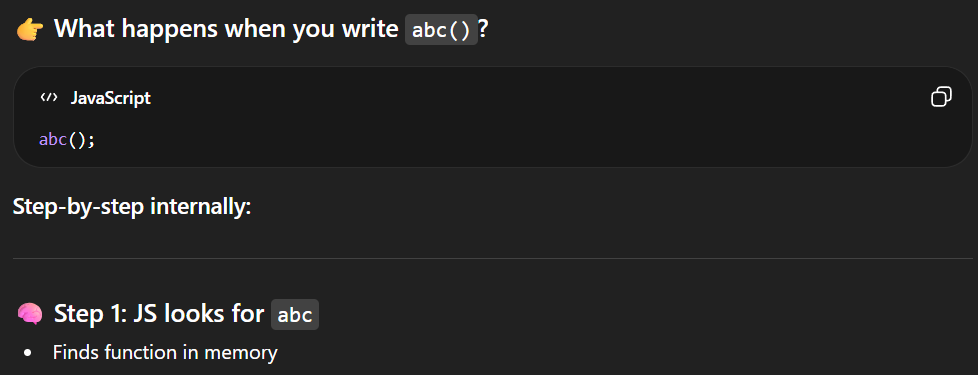 👉 What happens when you write abc()?
JavaScript
abc();
Step-by-step internally:
🧠 Step 1: JS looks for abc
• Finds function in memory